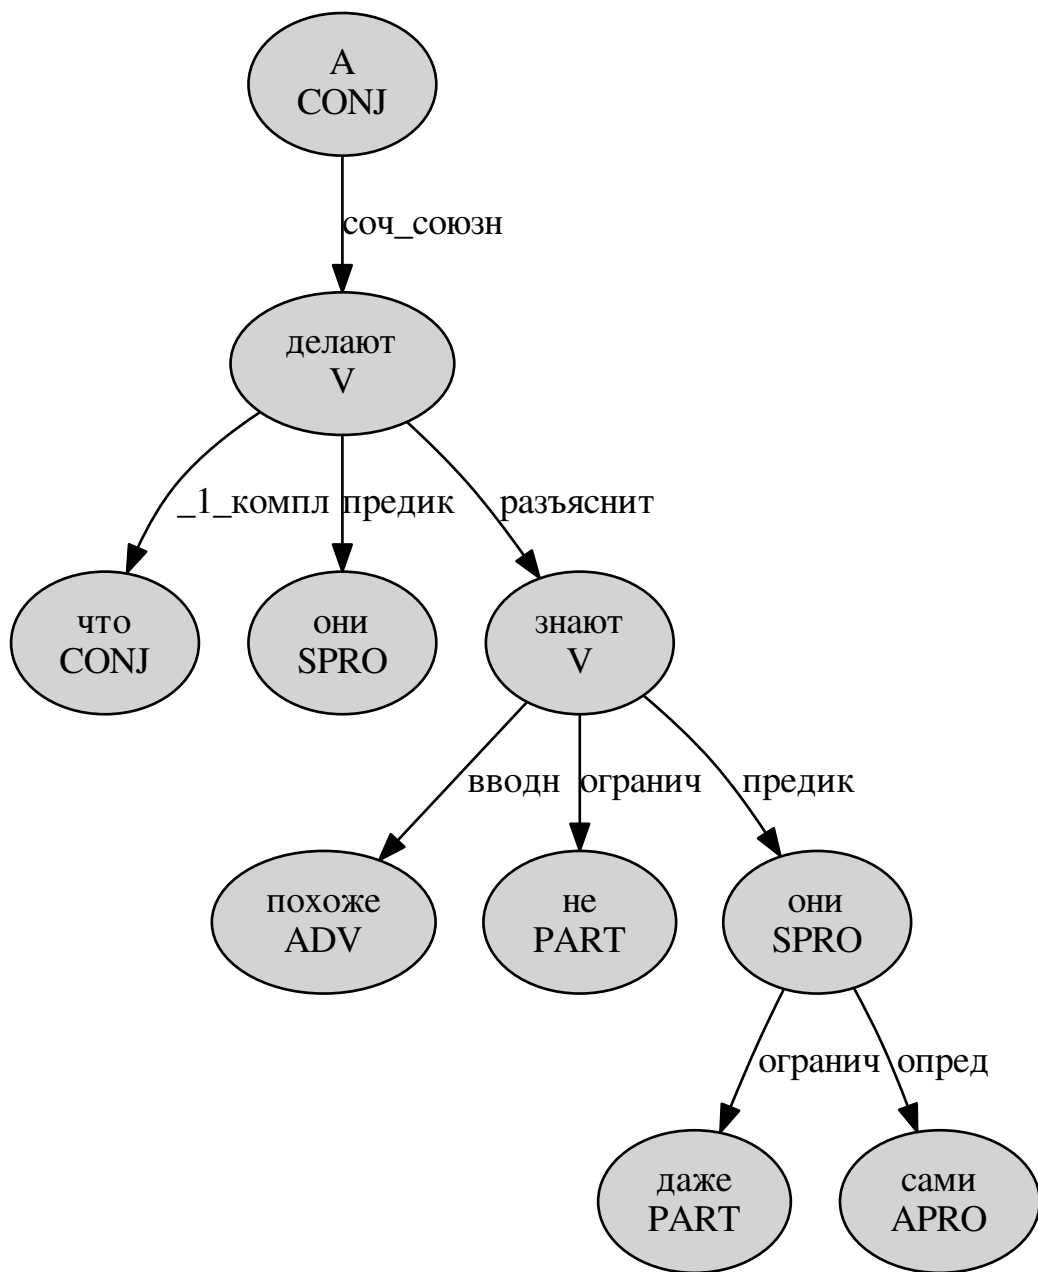 А
CONJ
соч_союзн
делают
V
_1_компл
предик
разъяснит
что
CONJ
они
SPRO
знают
V
вводн
огранич
предик
похоже
ADV
не
PART
они
SPRO
огранич
опред
даже
PART
сами
APRO